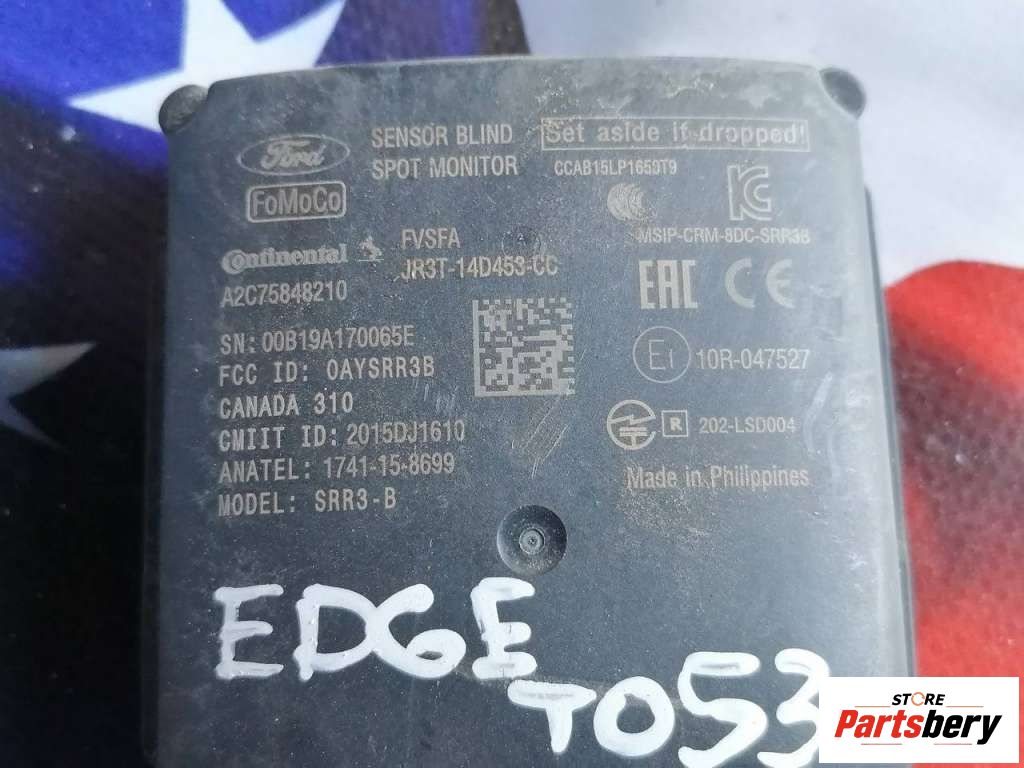 Ford
SENSOR BLIND
SPOT MONITOR
Set aside if dropped!
CCAB15LP1650T9
FoMoCo
MSIP-CRM-8DC-SRR3B
Continental
FVSFA
JR3T-14D453-CC
A2C75848210
EAC CE
SN: 00B19A170065E
FCC ID: OAYSRR3B
CANADA 310
CMIIT ID: 2015DJ1610
ANATEL: 1741-15-8699
MODEL: SRR3-B
E1 10R-047527
R 202-LSD004
Made in Philippines
EDGE
T053
STORE
Partsbery